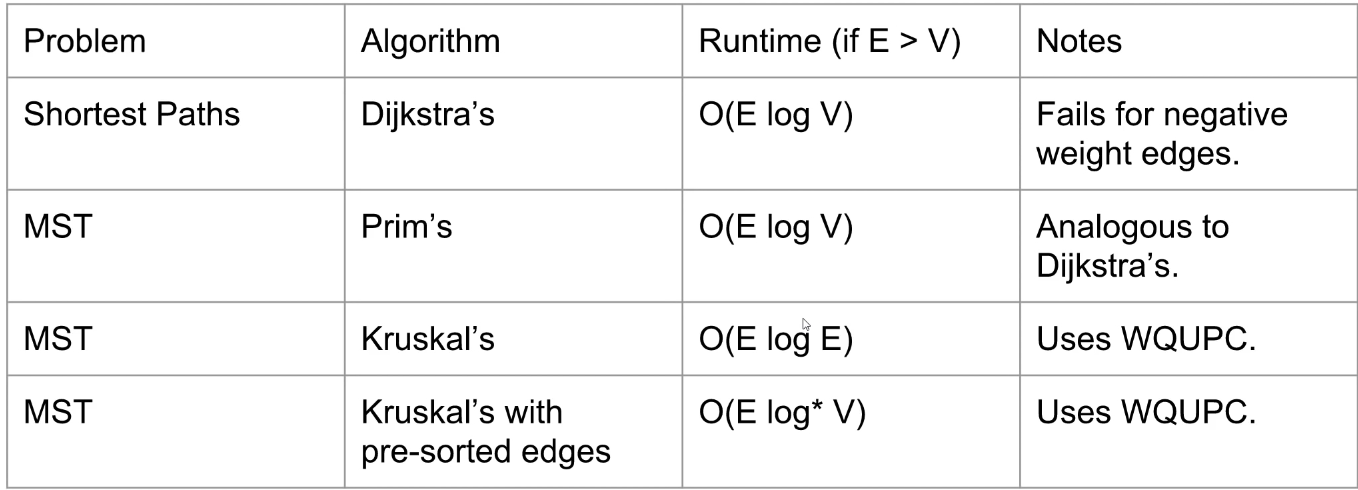 Problem Algorithm Runtime (if E > V) Notes
Shortest Paths Dijkstra’s O(E log V) Fails for negative
weight edges.
MST Prim’s O(E log V) Analogous to
Dijkstra’s.
MST Kruskal’s O(E log E) Uses WQUPC.
MST Kruskal’s with O(E log* V) Uses WQUPC.
pre-sorted edges